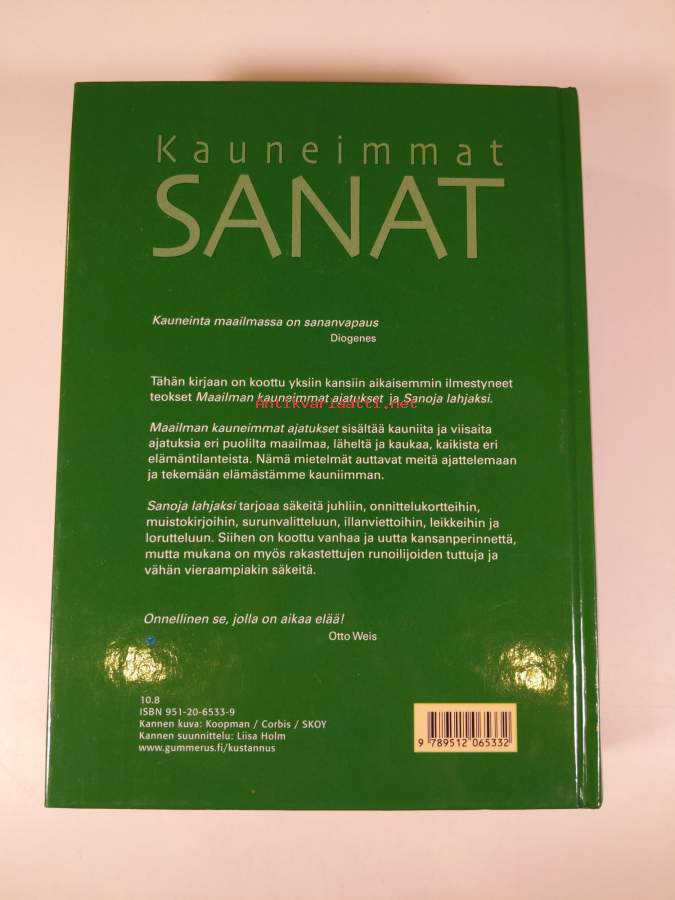 Kauneimmat
SANAT
Kauneinta maailmassa on sananvapaus
Diogenes
Tähän kirjaan on koottu yksiin kansiin aikaisemmin ilmestyneet
teokset Maailman kauneimmat ajatukset ja Sanoja lahjaksi.
Antikvariaatti.net
Maailman kauneimmat ajatukset sisältää kauniita ja viisaita
ajatuksia eri puolilta maailmaa, läheltä ja kaukaa, kaikista eri
elämäntilanteista. Nämä mietelmät auttavat meitä ajattelemaan
ja tekemään elämästämme kauniimman.
Sanoja lahjaksi tarjoaa säkeitä juhliin, onnittelukortteihin,
muistokirjoihin, surunvalitteluun, illanviettoihin, leikkeihin ja
lorutteluun. Siihen on koottu vanhaa ja uutta kansanperinnettä,
mutta mukana on myös rakastettujen runoilijoiden tuttuja ja
vähän vieraampiakin säkeitä.
Onnellinen se, jolla on aikaa elää!
Otto Weis
10.8
ISBN 951-20-6533-9
Kannen kuva: Koopman / Corbis / SKOY
Kannen suunnittelu: Liisa Holm
www.gummerus.fi/kustannus
9 789512 065332